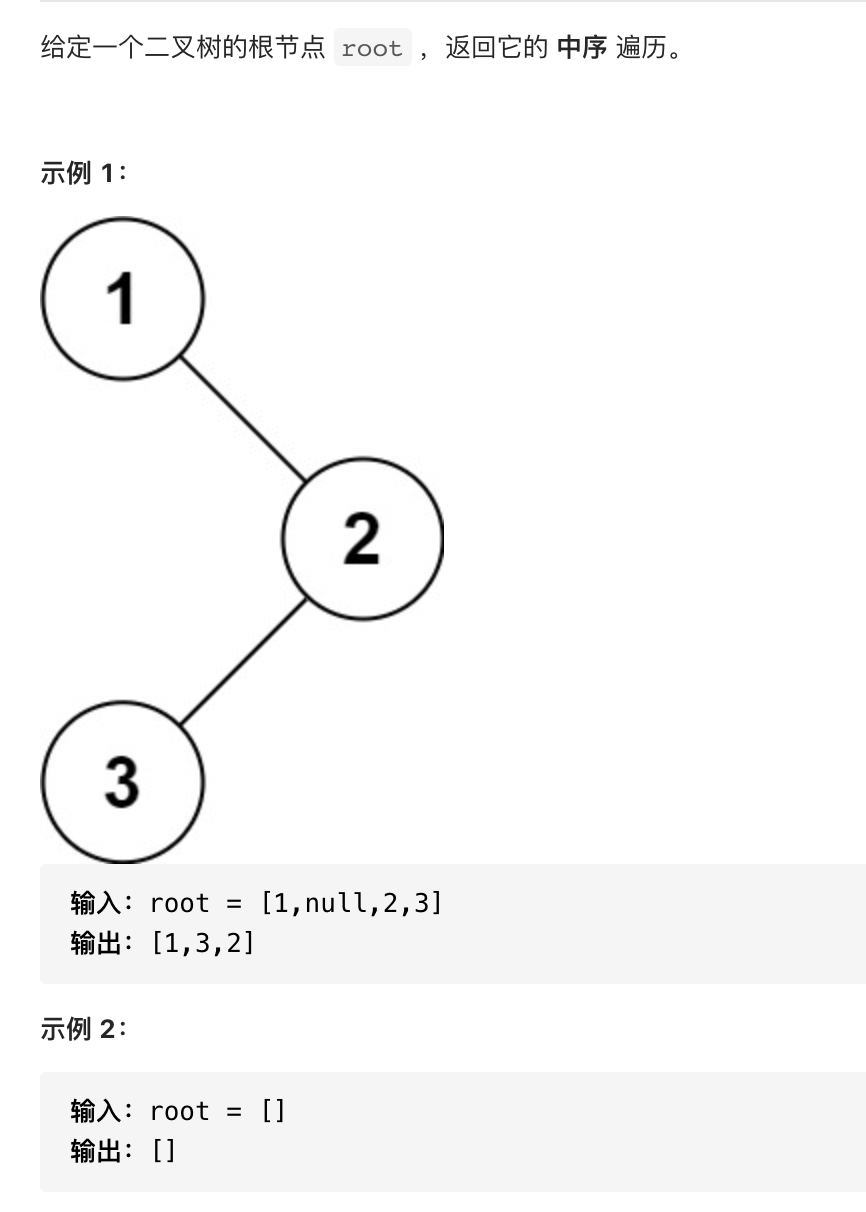 给定一个二叉树的根节点 root ，返回它的 中序 遍历。
示例 1：
1
2
3
输入：root = [1,null,2,3]
输出：[1,3,2]
示例 2：
输入：root = []
输出：[]